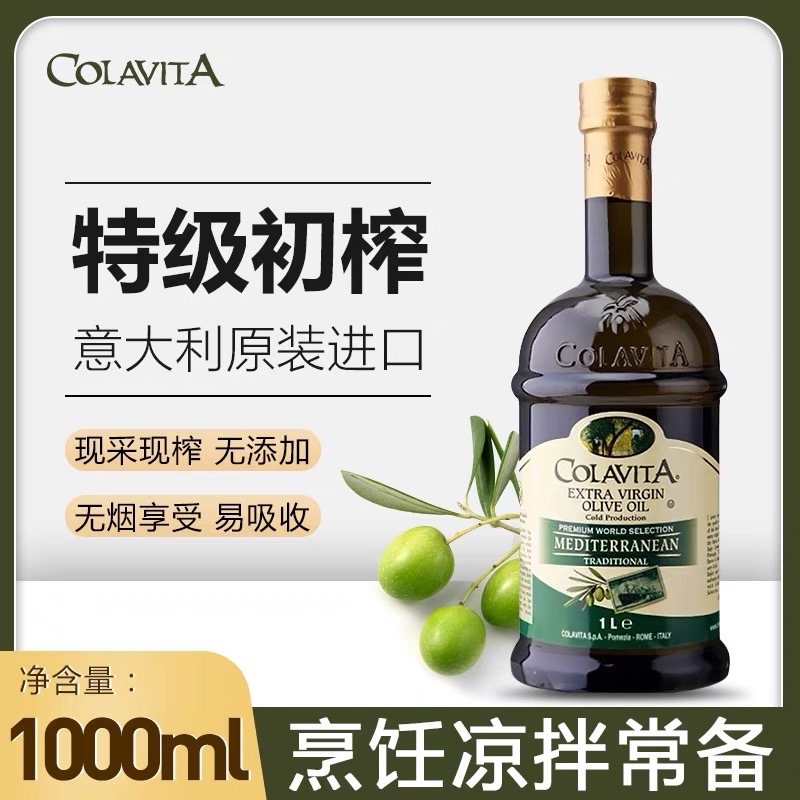 COLAVITA
特级初榨
意大利原装进口
现采现榨 无添加
无烟享受 易吸收
COLAVITA
COLAVITA
COLAVITA®
EXTRA VIRGIN
OLIVE OIL
Cold Production
PREMIUM WORLD SELECTION
MEDITERRANEAN
TRADITIONAL
1 L e
COLAVITA S.p.A. - Pomezia - ROME - ITALY
净含量：
1000ml
烹饪凉拌常备